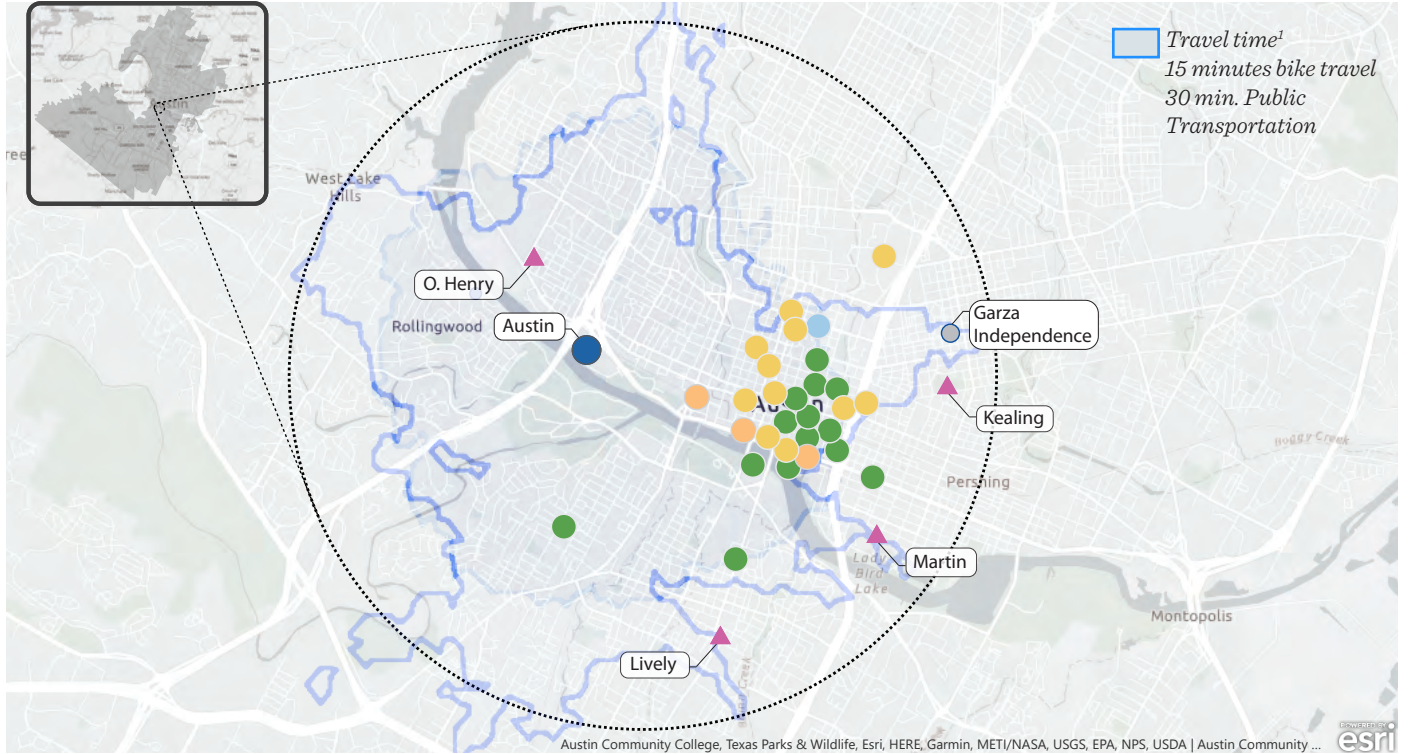 Travel time¹
15 minutes bike travel
30 min. Public
Transportation
West Lake
Hills
O. Henry
Rollingwood
Austin
Garza
Independence
Kealing
Pershing
Martin
Lady
Bird
Lake
Montopolis
Lively
Austin Community College, Texas Parks & Wildlife, Esri, HERE, Garmin, METI/NASA, USGS, EPA, NPS, USDA | Austin Community ...
POWERED BY
esri